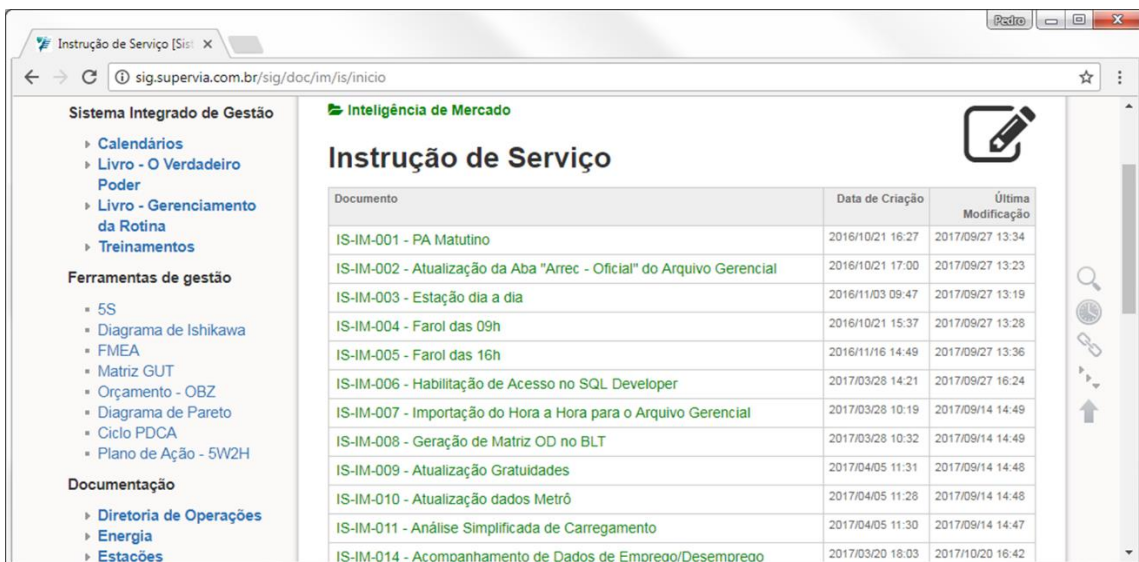 Pedro
Instrução de Serviço [Sist
sig.supervia.com.br/sig/doc/im/is/inicio
Sistema Integrado de Gestão
Calendários
Livro - O Verdadeiro
Poder
Livro - Gerenciamento
da Rotina
Treinamentos
Ferramentas de gestão
5S
Diagrama de Ishikawa
FMEA
Matriz GUT
Orçamento - OBZ
Diagrama de Pareto
Ciclo PDCA
Plano de Ação - 5W2H
Documentação
Diretoria de Operações
Energia
Estações
Inteligência de Mercado
Instrução de Serviço
Documento Data de Criação Última Modificação
IS-IM-001 - PA Matutino 2016/10/21 16:27 2017/09/27 13:34
IS-IM-002 - Atualização da Aba "Arrec - Oficial" do Arquivo Gerencial 2016/10/21 17:00 2017/09/27 13:23
IS-IM-003 - Estação dia a dia 2016/11/03 09:47 2017/09/27 13:19
IS-IM-004 - Farol das 09h 2016/10/21 15:37 2017/09/27 13:28
IS-IM-005 - Farol das 16h 2016/11/16 14:49 2017/09/27 13:36
IS-IM-006 - Habilitação de Acesso no SQL Developer 2017/03/28 14:21 2017/09/27 16:24
IS-IM-007 - Importação do Hora a Hora para o Arquivo Gerencial 2017/03/28 10:19 2017/09/14 14:49
IS-IM-008 - Geração de Matriz OD no BLT 2017/03/28 10:32 2017/09/14 14:49
IS-IM-009 - Atualização Gratuidades 2017/04/05 11:31 2017/09/14 14:48
IS-IM-010 - Atualização dados Metrô 2017/04/05 11:28 2017/09/14 14:48
IS-IM-011 - Análise Simplificada de Carregamento 2017/04/05 11:30 2017/09/14 14:47
IS-IM-014 - Acompanhamento de Dados de Emprego/Desemprego 2017/03/20 18:03 2017/10/20 16:42